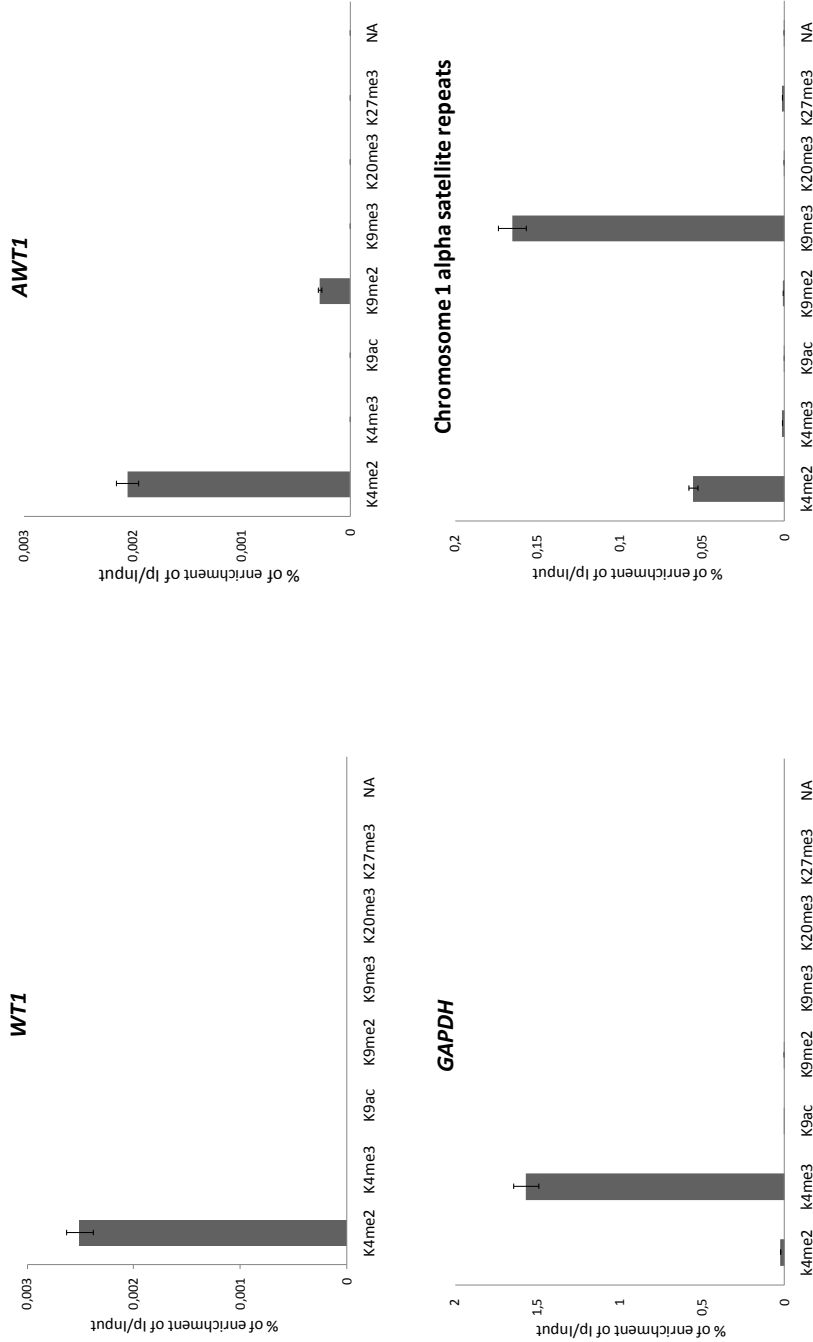 WT1
% of enrichment of Ip/Input
0,003
0,002
0,001
0
K4me2 K4me3 K9ac K9me2 K9me3 K20me3 K27me3 NA
AWT1
% of enrichment of Ip/Input
0,003
0,002
0,001
0
K4me2 K4me3 K9ac K9me2 K9me3 K20me3 K27me3 NA
GAPDH
% of enrichment of Ip/Input
2
1,5
1
0,5
0
k4me2 k4me3 K9ac K9me2 K9me3 K20me3 K27me3 NA
Chromosome 1 alpha satellite repeats
% of enrichment of Ip/Input
0,2
0,15
0,1
0,05
0
k4me2 K4me3 K9ac K9me2 K9me3 K20me3 K27me3 NA